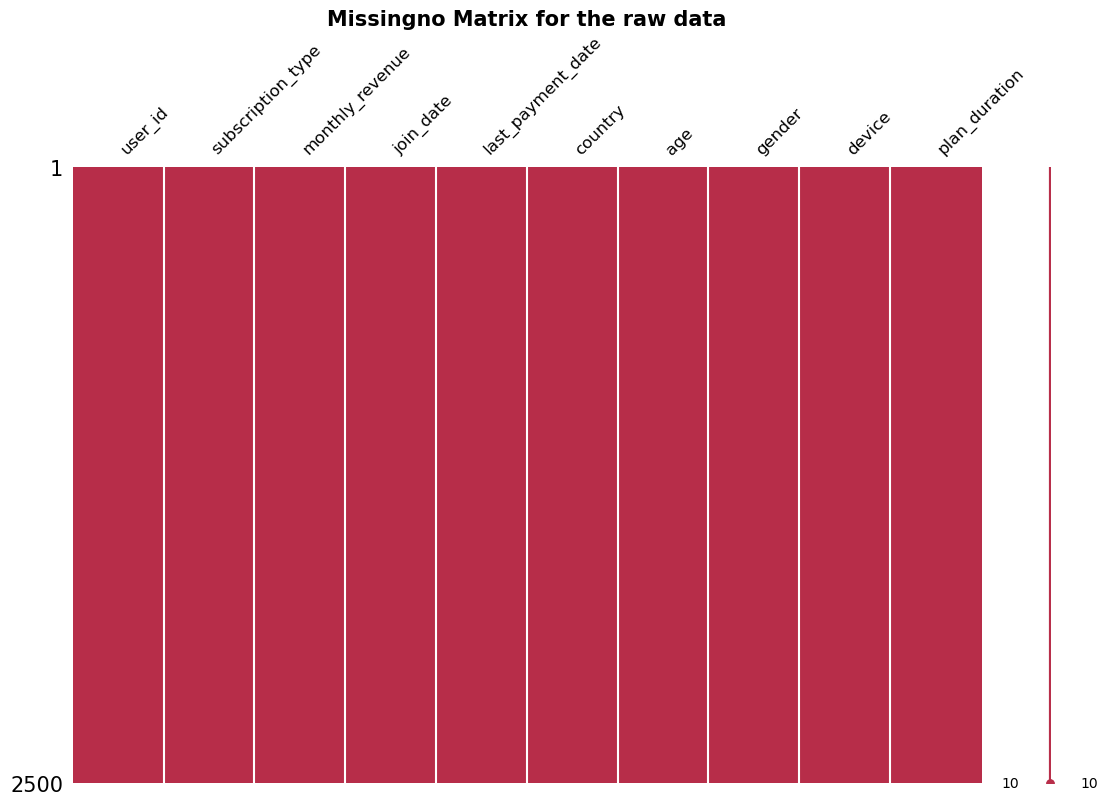 Missingno Matrix for the raw data
user_id
subscription_type
monthly_revenue
join_date
last_payment_date
country
age
gender
device
plan_duration
1
2500
10
10